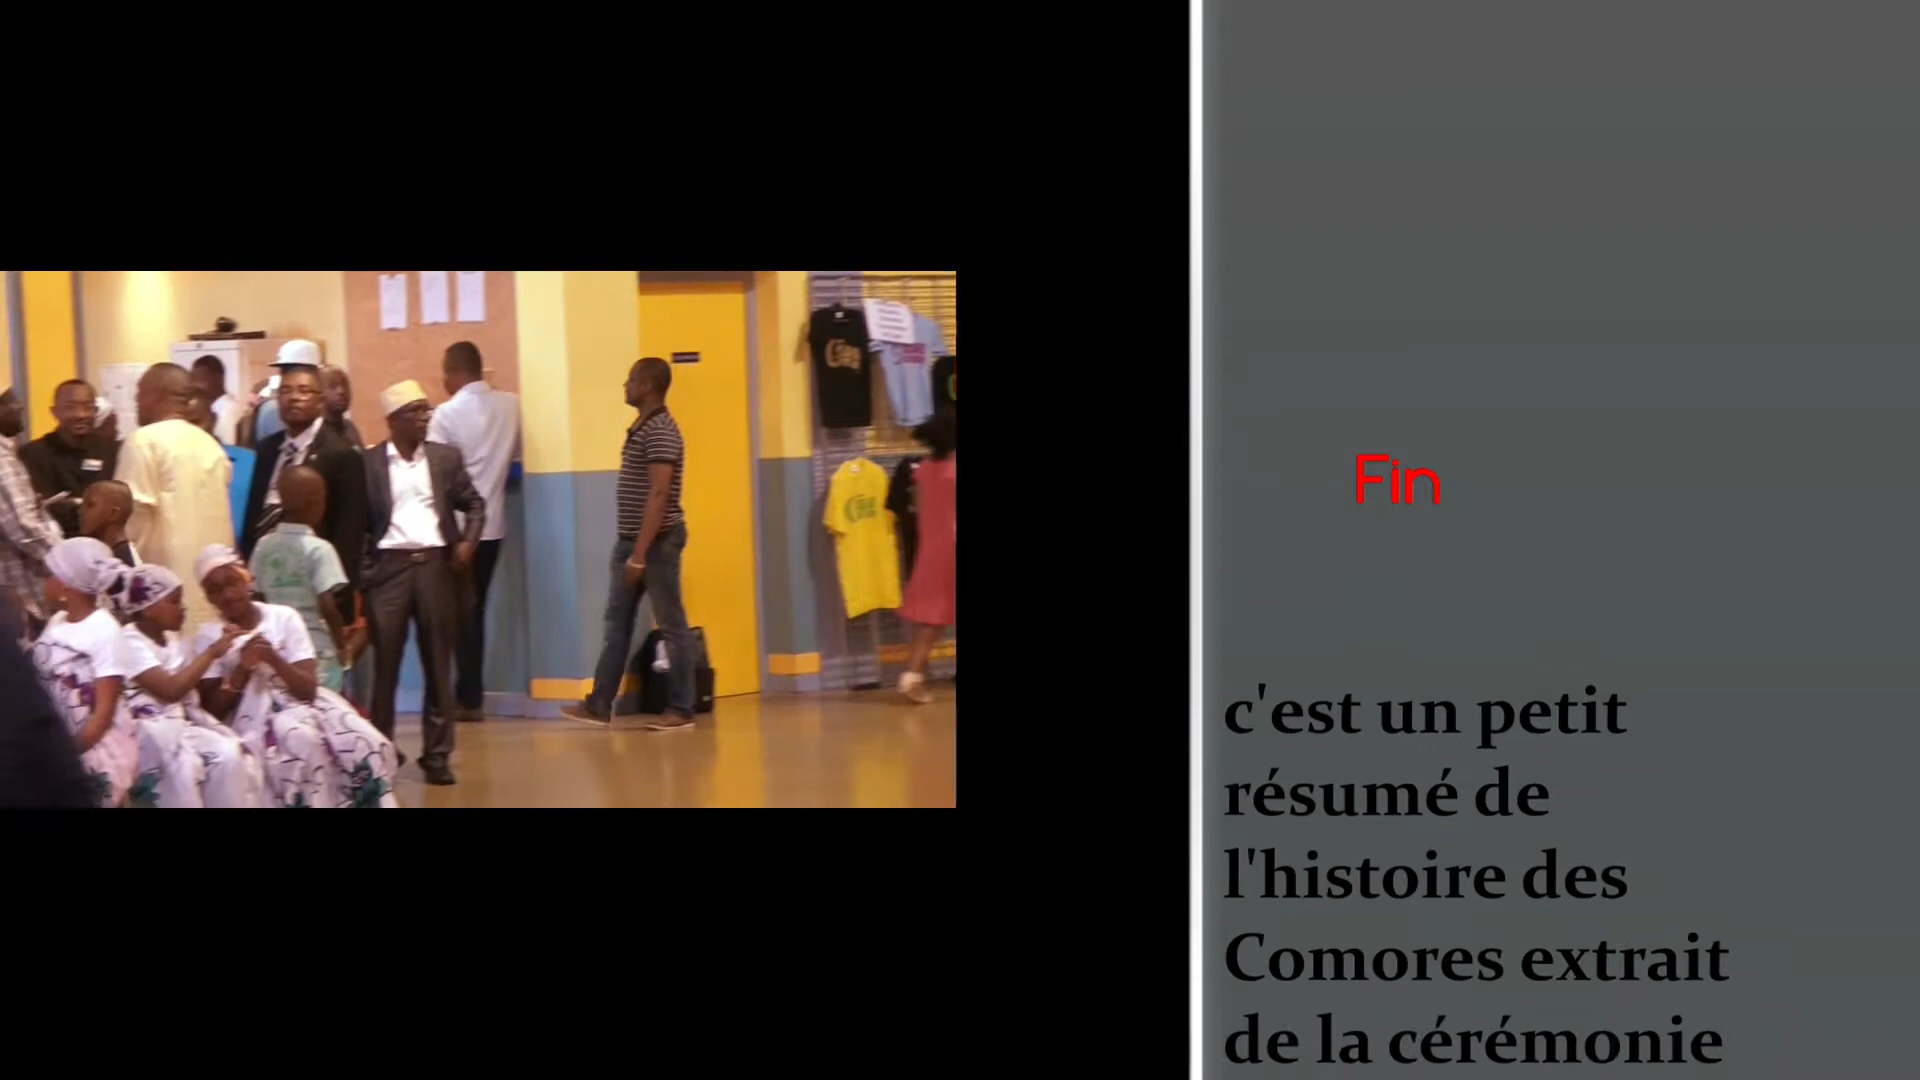 Fin
c'est un petit
résumé de
l'histoire des
Comores extrait
de la cérémonie